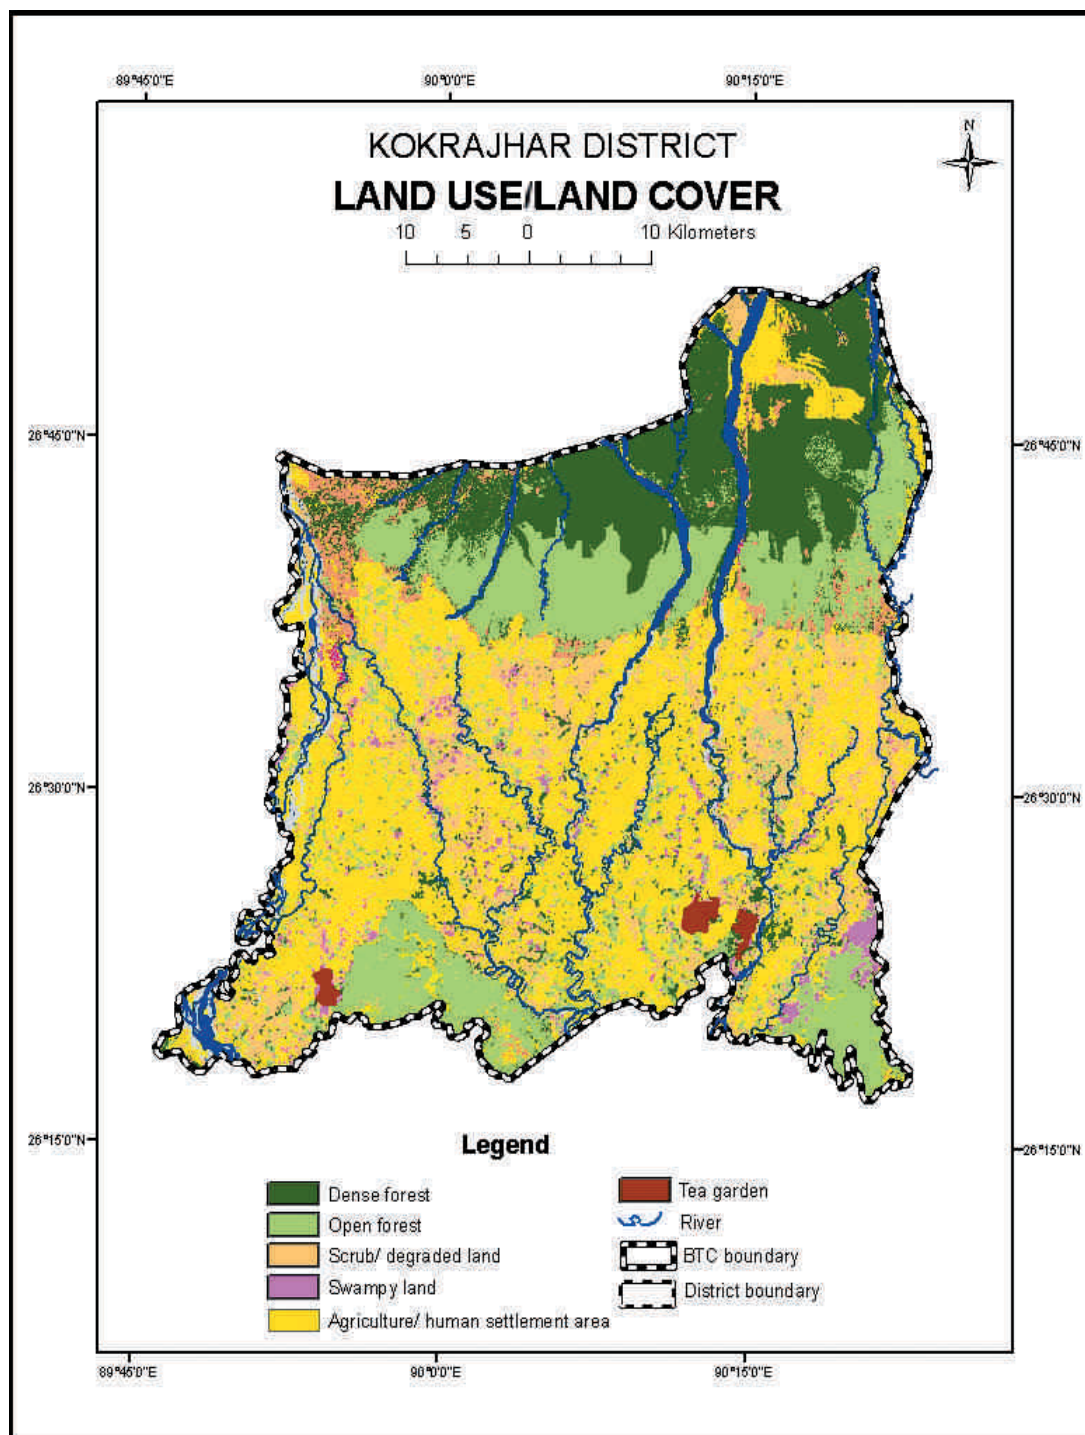 89°45'0"E 90°0'0"E 90°15'0"E
N
KOKRAJHAR DISTRICT
LAND USE/LAND COVER
10 5 0 10 Kilometers
26°45'0"N 26°45'0"N
26°30'0"N 26°30'0"N
26°15'0"N 26°15'0"N
Legend
Dense forest
Open forest
Scrub/ degraded land
Swampy land
Agriculture/ human settlement area
Tea garden
River
BTC boundary
District boundary
89°45'0"E 90°0'0"E 90°15'0"E